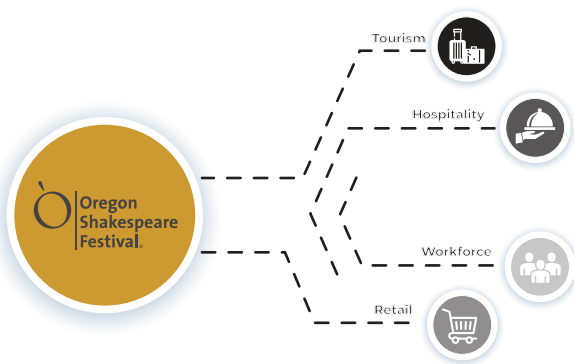 Tourism
Hospitality
Oregon
Shakespeare
Festival.
Workforce
Retail